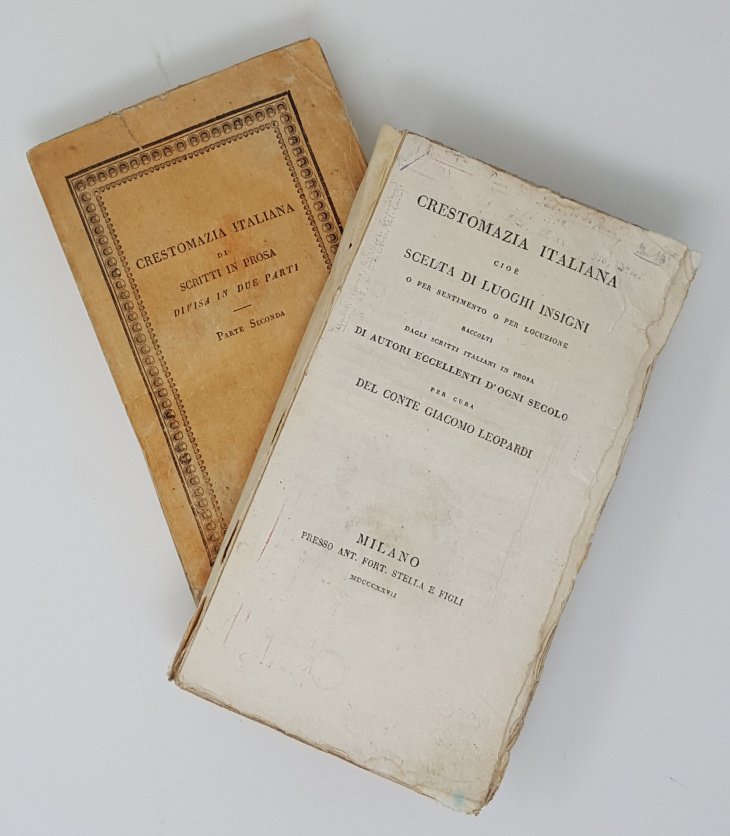 CRESTOMAZIA ITALIANA
DI
SCRITTI IN PROSA
DIVISA IN DUE PARTI
PARTE SECONDA
CRESTOMAZIA ITALIANA
CIOÈ
SCELTA DI LUOGHI INSIGNI
O PER SENTIMENTO O PER LOCUZIONE
RACCOLTI
DAGLI SCRITTI ITALIANI IN PROSA
DI AUTORI ECCELLENTI D'OGNI SECOLO
PER CURA
DEL CONTE GIACOMO LEOPARDI
MILANO
PRESSO ANT. FORT. STELLA E FIGLI
MDCCCXXVII